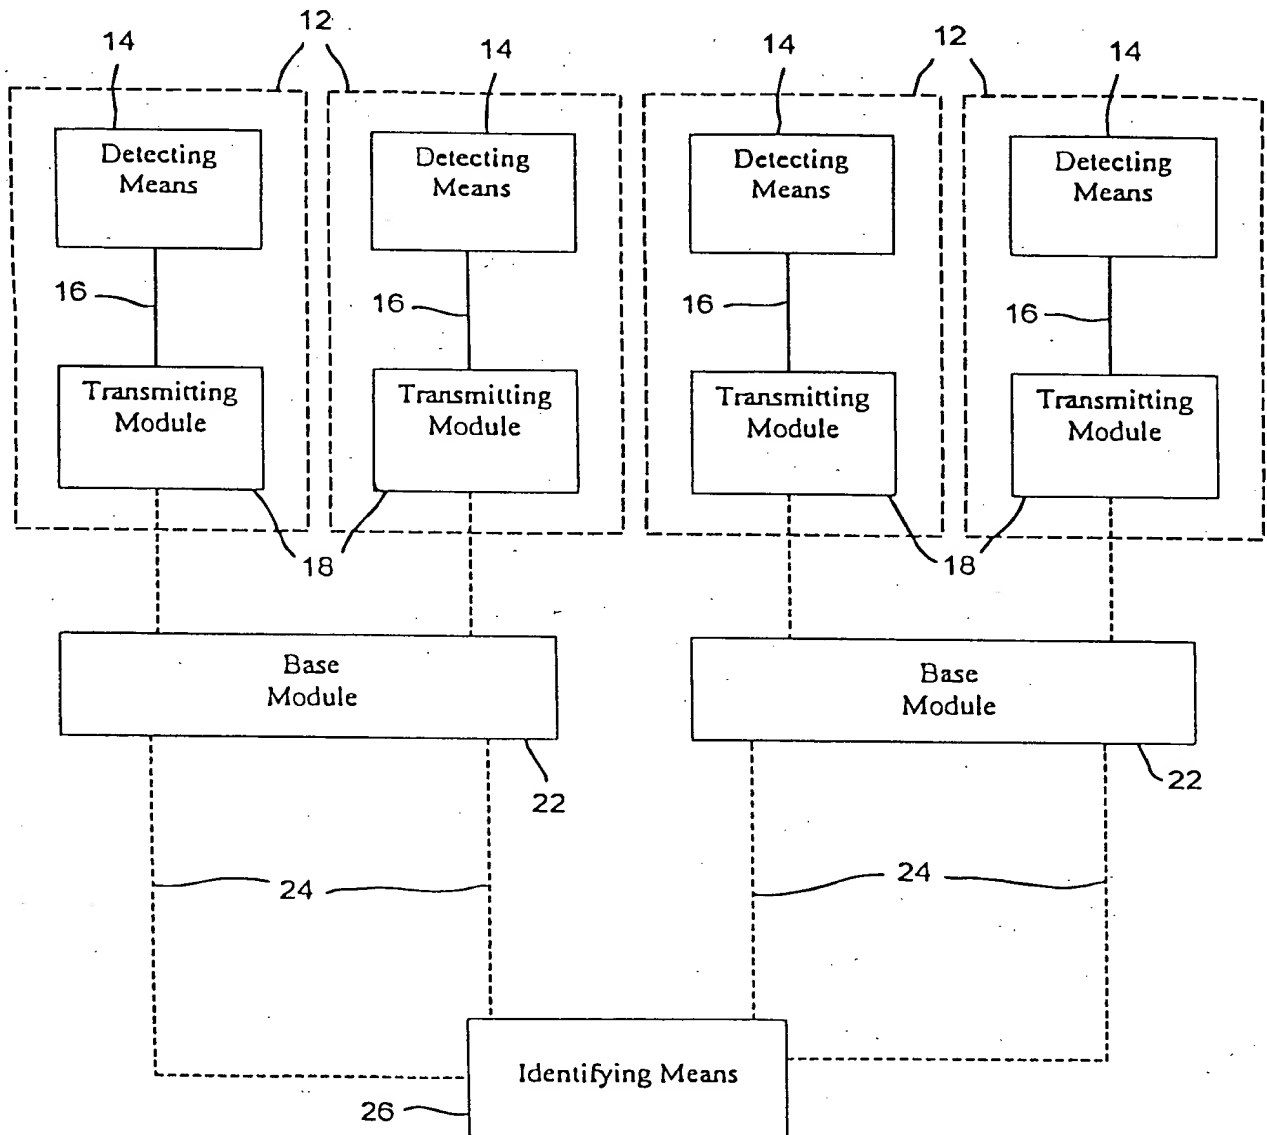 14
12
14
14
12
14
Detecting
Means
Detecting
Means
Detecting
Means
Detecting
Means
16
16
16
16
Transmitting
Module
Transmitting
Module
Transmitting
Module
Transmitting
Module
18
18
Base
Module
Base
Module
22
22
24
24
Identifying Means
26